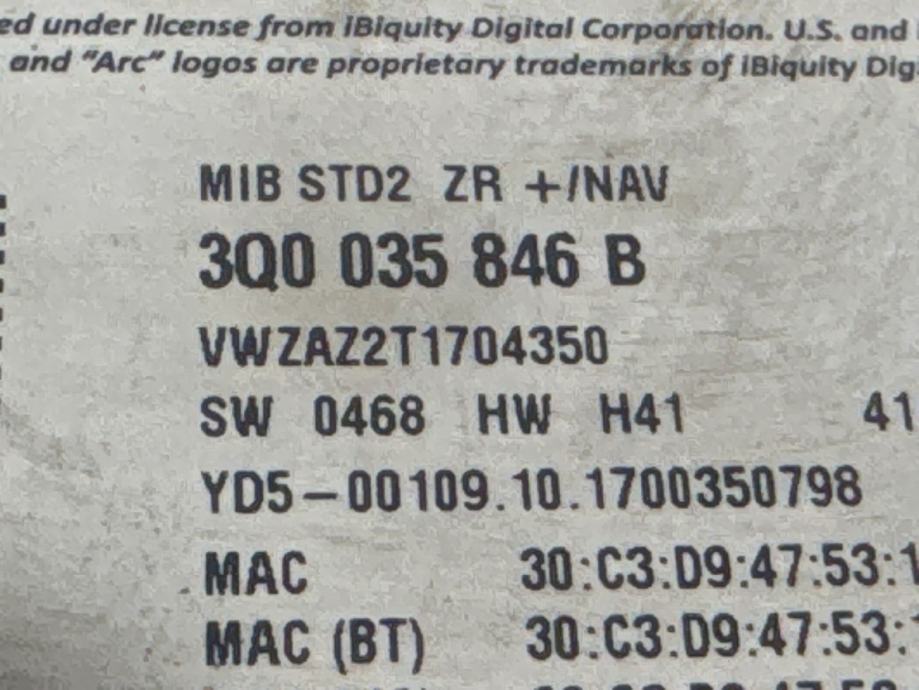 ed under license from iBiquity Digital Corporation. U.S. and
and "Arc" logos are proprietary trademarks of iBiquity Dig
MIB STD2 ZR +/NAV
3Q0 035 846 B
VWZAZ2T1704350
SW 0468 HW H41 41
YD5–00109.10.1700350798
MAC 30:C3:D9:47:53:1
MAC (BT) 30:C3:D9:47:53: